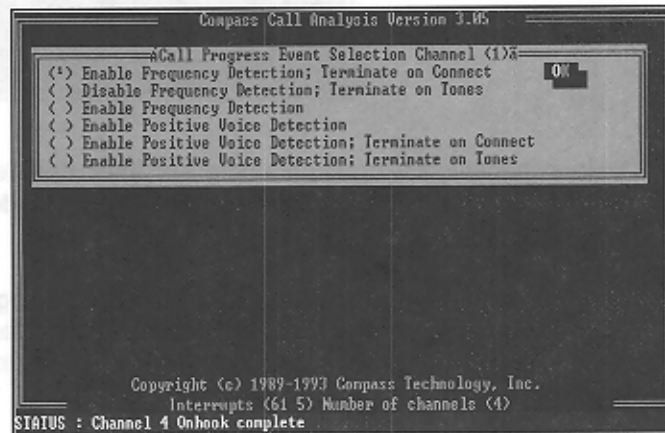 Compass Call Analysis Version 3.05
áCall Progress Event Selection Channel (1)ã
(*) Enable Frequency Detection; Terminate on Connect
OK
( ) Disable Frequency Detection; Terminate on Tones
( ) Enable Frequency Detection
( ) Enable Positive Voice Detection
( ) Enable Positive Voice Detection; Terminate on Connect
( ) Enable Positive Voice Detection; Terminate on Tones
Copyright (c) 1989-1993 Compass Technology, Inc.
Interrupts (61 5) Number of channels (4)
STATUS : Channel 4 Onhook complete